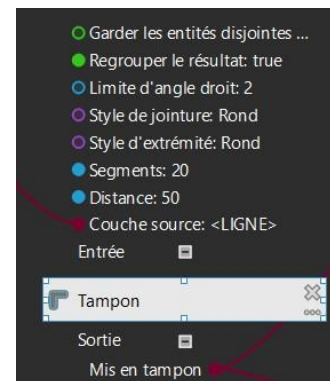 Garder les entités disjointes ...
Regrouper le résultat: true
Limite d'angle droit: 2
Style de jointure: Rond
Style d'extrémité: Rond
Segments: 20
Distance: 50
Couche source: <LIGNE>
Entrée
Tampon
Sortie
Mis en tampon